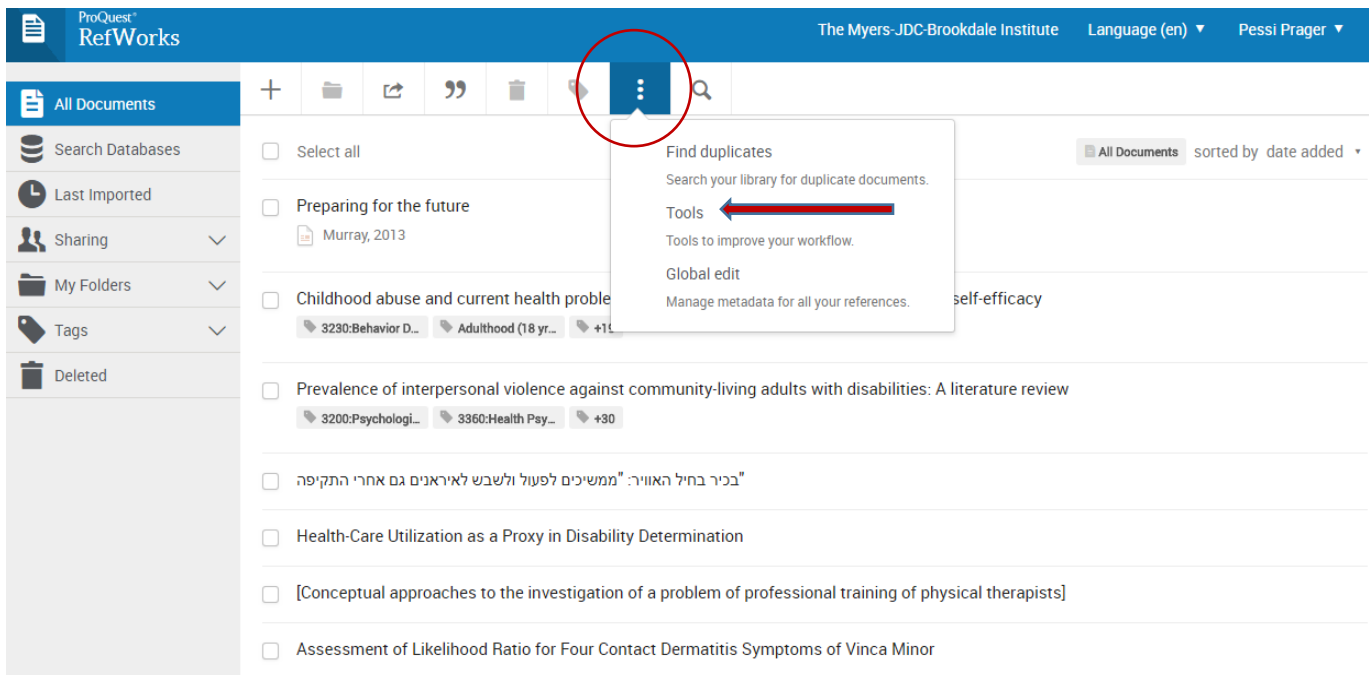 ProQuest®
RefWorks
The Myers-JDC-Brookdale Institute Language (en) ▼ Pessi Prager ▼
All Documents
Search Databases
Last Imported
Sharing
My Folders
Tags
Deleted
Select all
All Documents sorted by date added
Find duplicates
Search your library for duplicate documents.
Tools
Tools to improve your workflow.
Global edit
Manage metadata for all your references.
Preparing for the future
Murray, 2013
Childhood abuse and current health proble self-efficacy
3230:Behavior D... Adulthood (18 yr...
Prevalence of interpersonal violence against community-living adults with disabilities: A literature review
3200:Psychologi... 3360:Health Psy... +30
בכיר בחיל האוויר: "ממשיכים לפעול ולשבש לאיראנים גם אחרי התקיפה"
Health-Care Utilization as a Proxy in Disability Determination
[Conceptual approaches to the investigation of a problem of professional training of physical therapists]
Assessment of Likelihood Ratio for Four Contact Dermatitis Symptoms of Vinca Minor